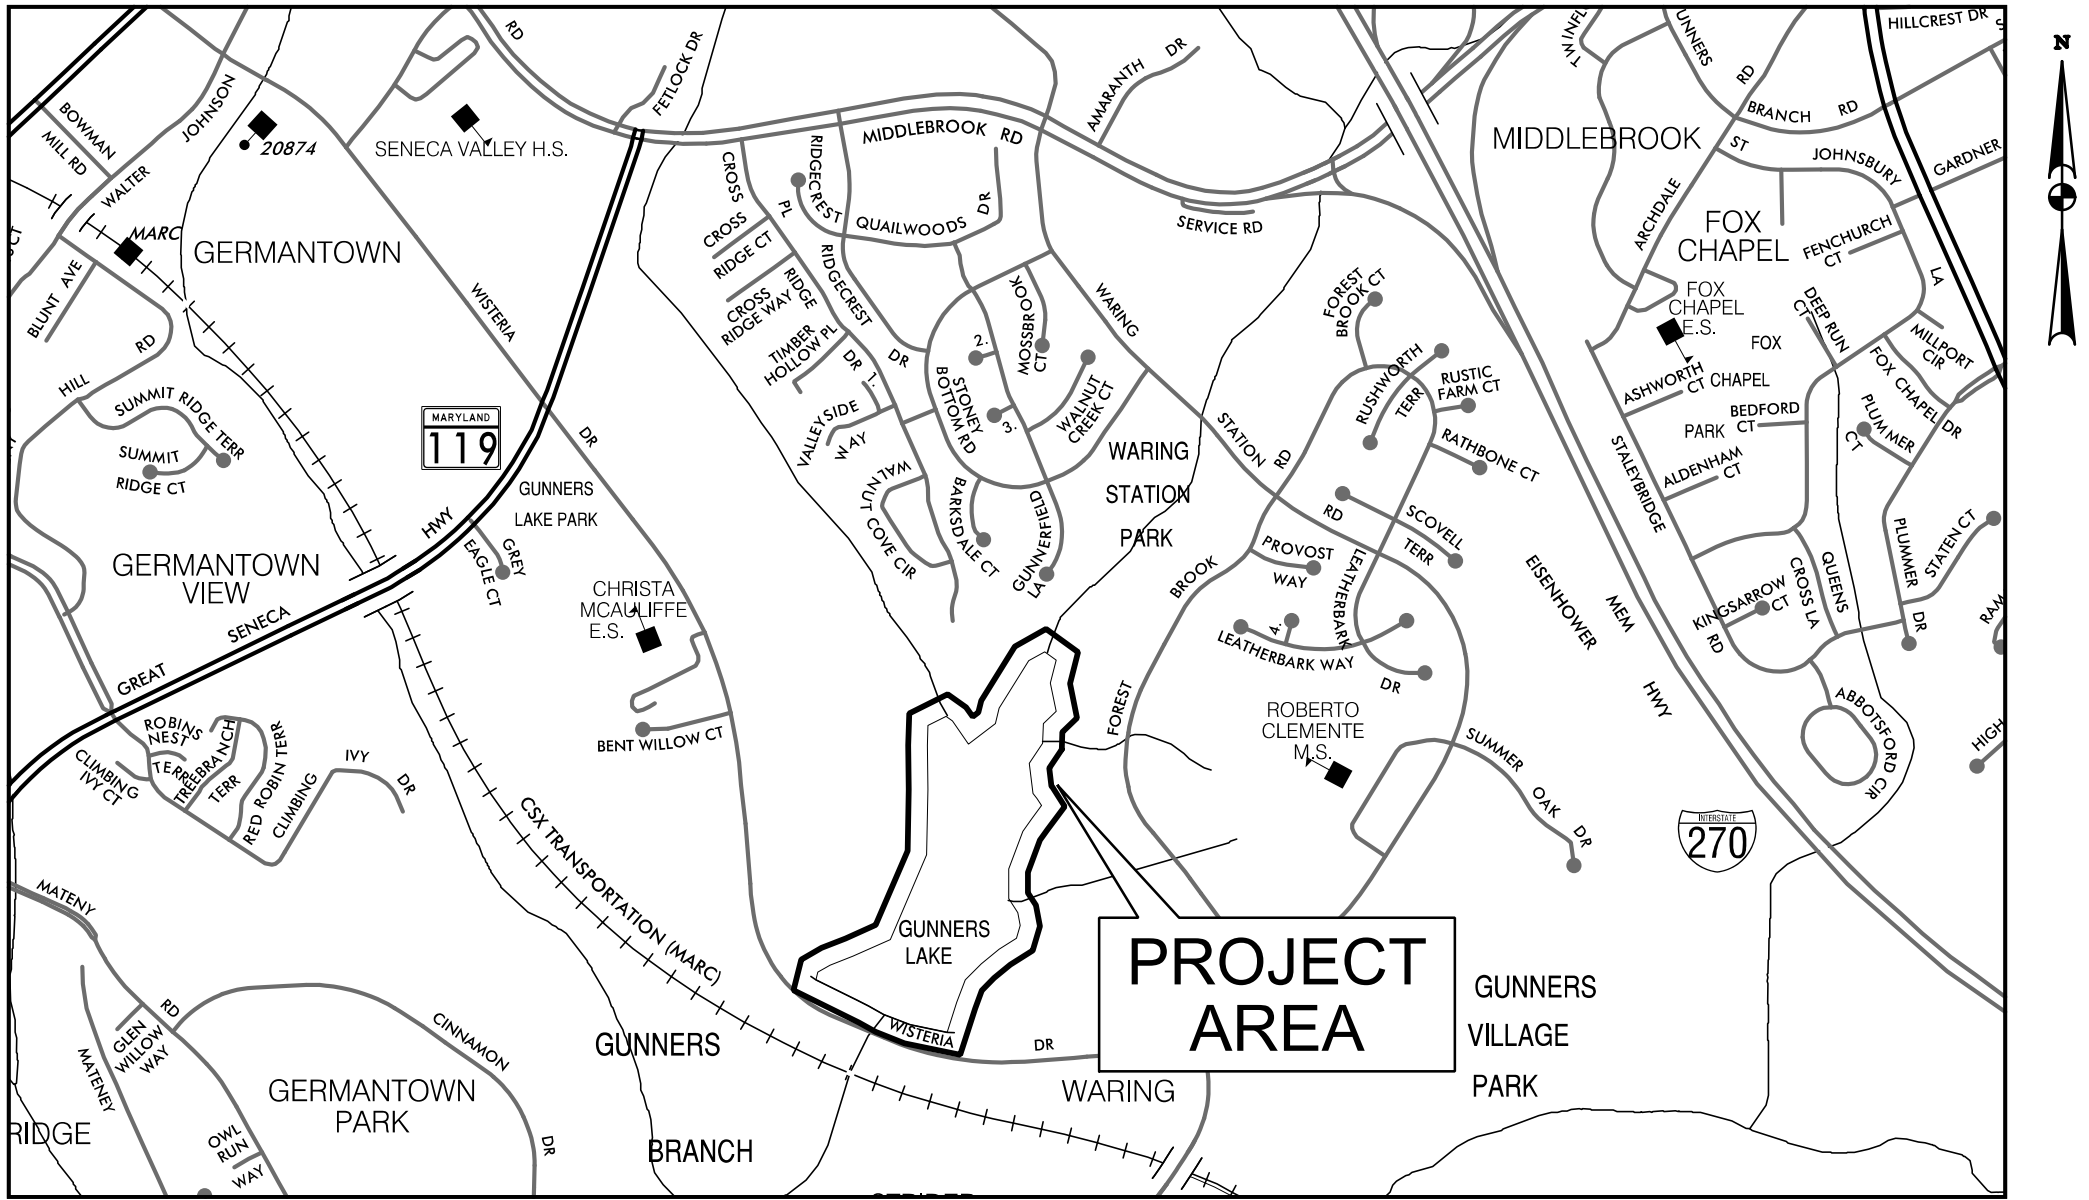 N
RD
FETLOCK DR
AMARANTH DR
GUNNERS
BRANCH RD
RD
HILLCREST DR
BOWMAN
MILL RD
WALTER
JOHNSON
20874
SENECA VALLEY H.S.
MIDDLEBROOK RD
MIDDLEBROOK
ST
JOHNSBURY
LA
GARDNER
MARC
GERMANTOWN
BLUNT AVE
WISTERIA
DR
CROSS
PL
RIDGECREST
QUAILWOODS DR
SERVICE RD
ARCHDALE
FOX
CHAPEL
FENCHURCH
CT
CROSS
RIDGE CT
CROSS
RIDGE WAY
RIDGE
RIDGECREST
DR
MOSSBROOK
CT
WARING
STATION
RD
FOREST
BROOK CT
FOX
CHAPEL
E.S.
DEEP RUN
CT
MILLPORT
CIR
FOX CHAPEL DR
HILL
RD
SUMMIT RIDGE TERR
SUMMIT
RIDGE CT
MARYLAND
119
TIMBER
HOLLOW PL
DR
1.
2.
3.
STONEY
BOTTOM RD
WALNUT
CREEK CT
RUSHWORTH
TERR
RUSTIC
FARM CT
RATHBONE CT
ASHWORTH
CT
FOX
CHAPEL
PARK
BEDFORD
CT
PLUMMER
CT
ALDENHAM
CT
STALEYBRIDGE
RD
VALLEYSIDE
WAY
WALNUT COVE CIR
BARKSDALE CT
GUNNERFIELD
LA
WARING
STATION
PARK
RD
SCOVELL
TERR
GUNNERS
LAKE PARK
HWY
GREY
EAGLE CT
GERMANTOWN
VIEW
SENECA
GREAT
CHRISTA
MCAULIFFE
E.S.
BROOK
FOREST
PROVOST
WAY
LEATHERBARK
DR
4.
LEATHERBARK WAY
EISENHOWER
MEM
HWY
KINGSARROW
CT
CROSS LA
QUEENS
PLUMMER
DR
STATEN CT
RAM
ROBINS
NEST
TERR
TREEBRANCH
TERR
RED ROBIN TERR
CLIMBING
IVY CT
CLIMBING
IVY
DR
BENT WILLOW CT
ROBERTO
CLEMENTE
M.S.
SUMMER
OAK
DR
ABBOTSFORD CIR
HIGH
INTERSTATE
270
CSX TRANSPORTATION (MARC)
MATENY
RD
GUNNERS
LAKE
PROJECT
AREA
GUNNERS
VILLAGE
PARK
GLEN
WILLOW
WAY
MATENEY
CINNAMON
DR
GUNNERS
BRANCH
WISTERIA
DR
WARING
GERMANTOWN
PARK
RIDGE
OWL
RUN
WAY